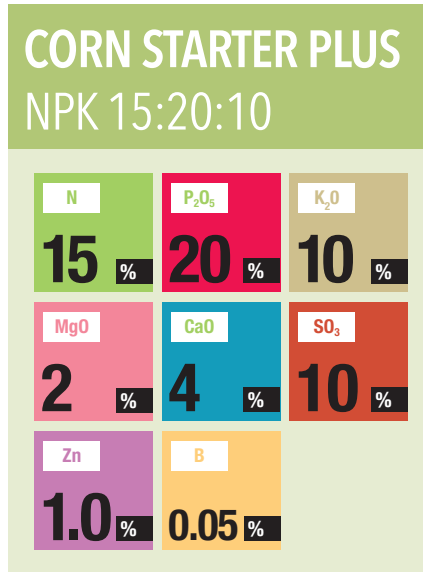 CORN STARTER PLUS
NPK 15:20:10
N
15 %
P₂O₅
20 %
K₂O
10 %
MgO
2 %
CaO
4 %
SO₃
10 %
Zn
1.0 %
B
0.05 %